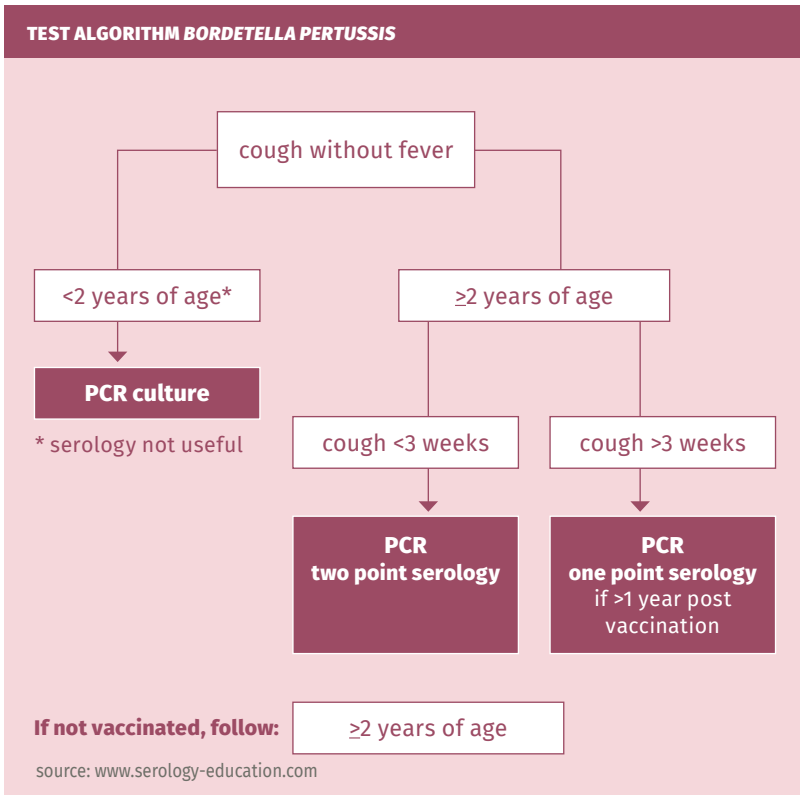 TEST ALGORITHM BORDETELLA PERTUSSIS
cough without fever
<2 years of age*
≥2 years of age
PCR culture
* serology not useful
cough <3 weeks
cough >3 weeks
PCR
two point serology
PCR
one point serology
if >1 year post
vaccination
If not vaccinated, follow:
≥2 years of age
source: www.serology-education.com